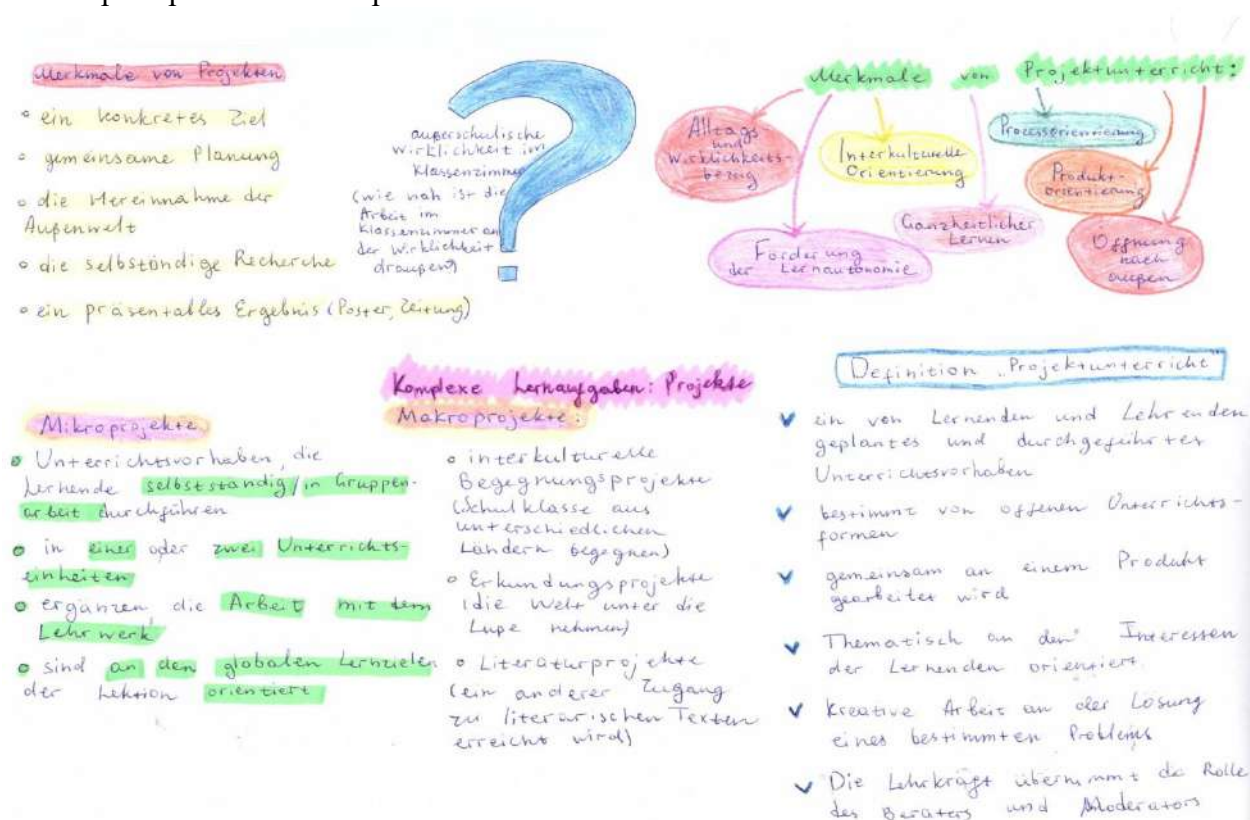 Merkmale von Projekten
ein konkretes Ziel
gemeinsame Planung
die Hereinnahme der
Außenwelt
die selbständige Recherche
ein präsentables Ergebnis (Poster, Zeitung)
außerschulische
Wirklichkeit im
Klassenzimmer
(wie nah ist die
Arbeit im
Klassenzimmer an
der Wirklichkeit
draußen)
Merkmale von Projektunterricht:
Alltags
und
Wirklichkeits-
bezug
Förderung
der Lernautonomie
Interkulturelle
Orientierung
Ganzheitlicher
Lernen
Prozessorientierung
Produkt-
orientierung
Öffnung
nach
außen
Komplexe Lernaufgaben: Projekte
Mikroprojekte
Unterrichtsvorhaben, die
Lernende selbstständig/in Gruppen-
arbeit durchführen
in einer oder zwei Unterrichts-
einheiten
ergänzen die Arbeit mit dem
Lehrwerk
sind an den globalen Lernzielen
der Lektion orientiert
Makroprojekte:
interkulturelle
Begegnungsprojekte
(Schulklasse aus
unterschiedlichen
Ländern begegnen)
Erkundungsprojekte
(die Welt unter die
Lupe nehmen)
Literaturprojekte
(ein anderer Zugang
zu literarischen Texten
erreicht wird)
Definition „Projektunterricht"
ein von Lernenden und Lehrenden
geplantes und durchgeführtes
Unterrichtsvorhaben
bestimmt von offenen Unterrichts-
formen
gemeinsam an einem Produkt
gearbeitet wird
Thematisch an den Interessen
der Lernenden orientiert
kreative Arbeit an der Lösung
eines bestimmten Problems
Die Lehrkraft übernimmt die Rolle
des Beraters und Moderators